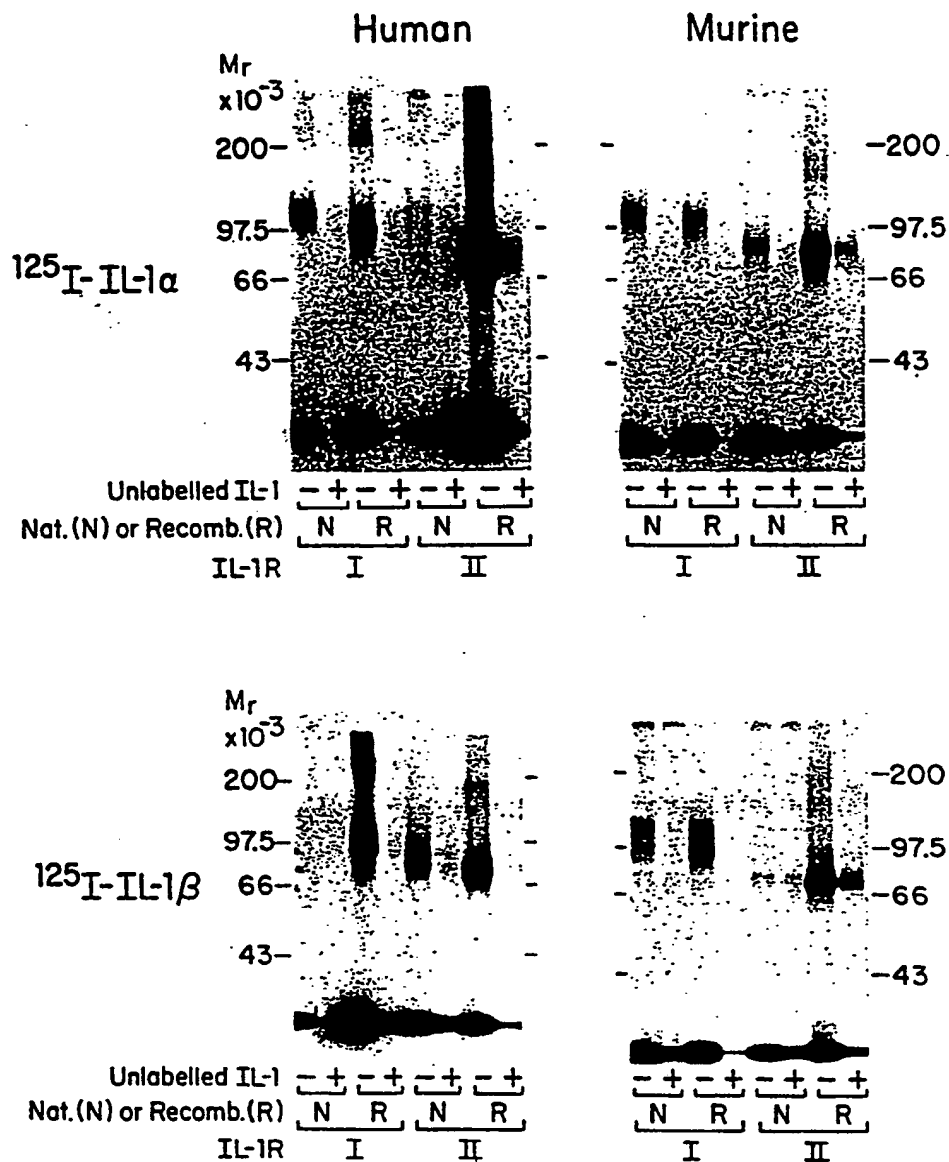 Human Murine
Mr
x10-3
200 200
97.5 97.5
125I-IL-1α
66 66
43 43
Unlabelled IL-1 - + - + - + - + - + - + - + - +
Nat.(N) or Recomb.(R) N R N R N R N R
IL-1R I II I II
Mr
x10-3
200 200
97.5 97.5
125I-IL-1β
66 66
43 43
Unlabelled IL-1 - + - + - + - + - + - + - + - +
Nat.(N) or Recomb.(R) N R N R N R N R
IL-1R I II I II